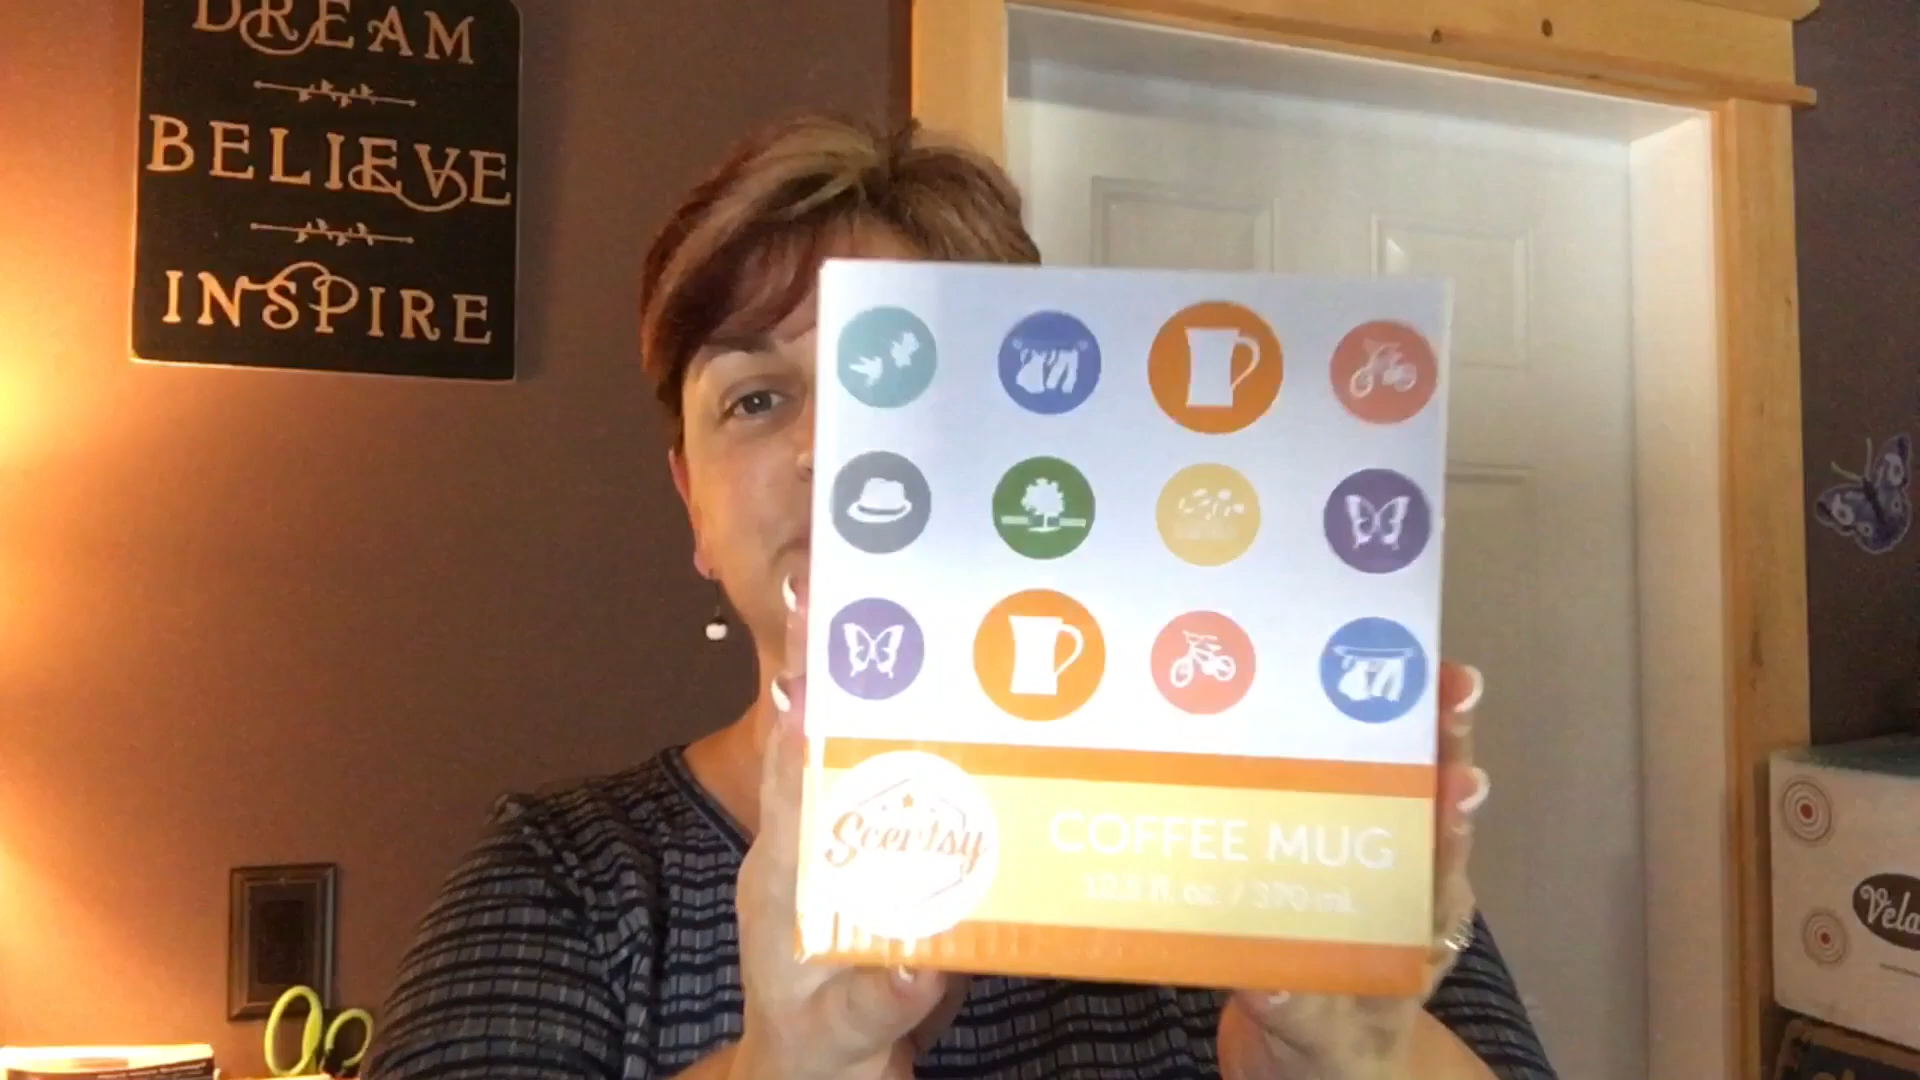 DREAM
BELIEVE
INSPIRE
Scentsy
COFFEE MUG
12.5 fl. oz. / 370 mL